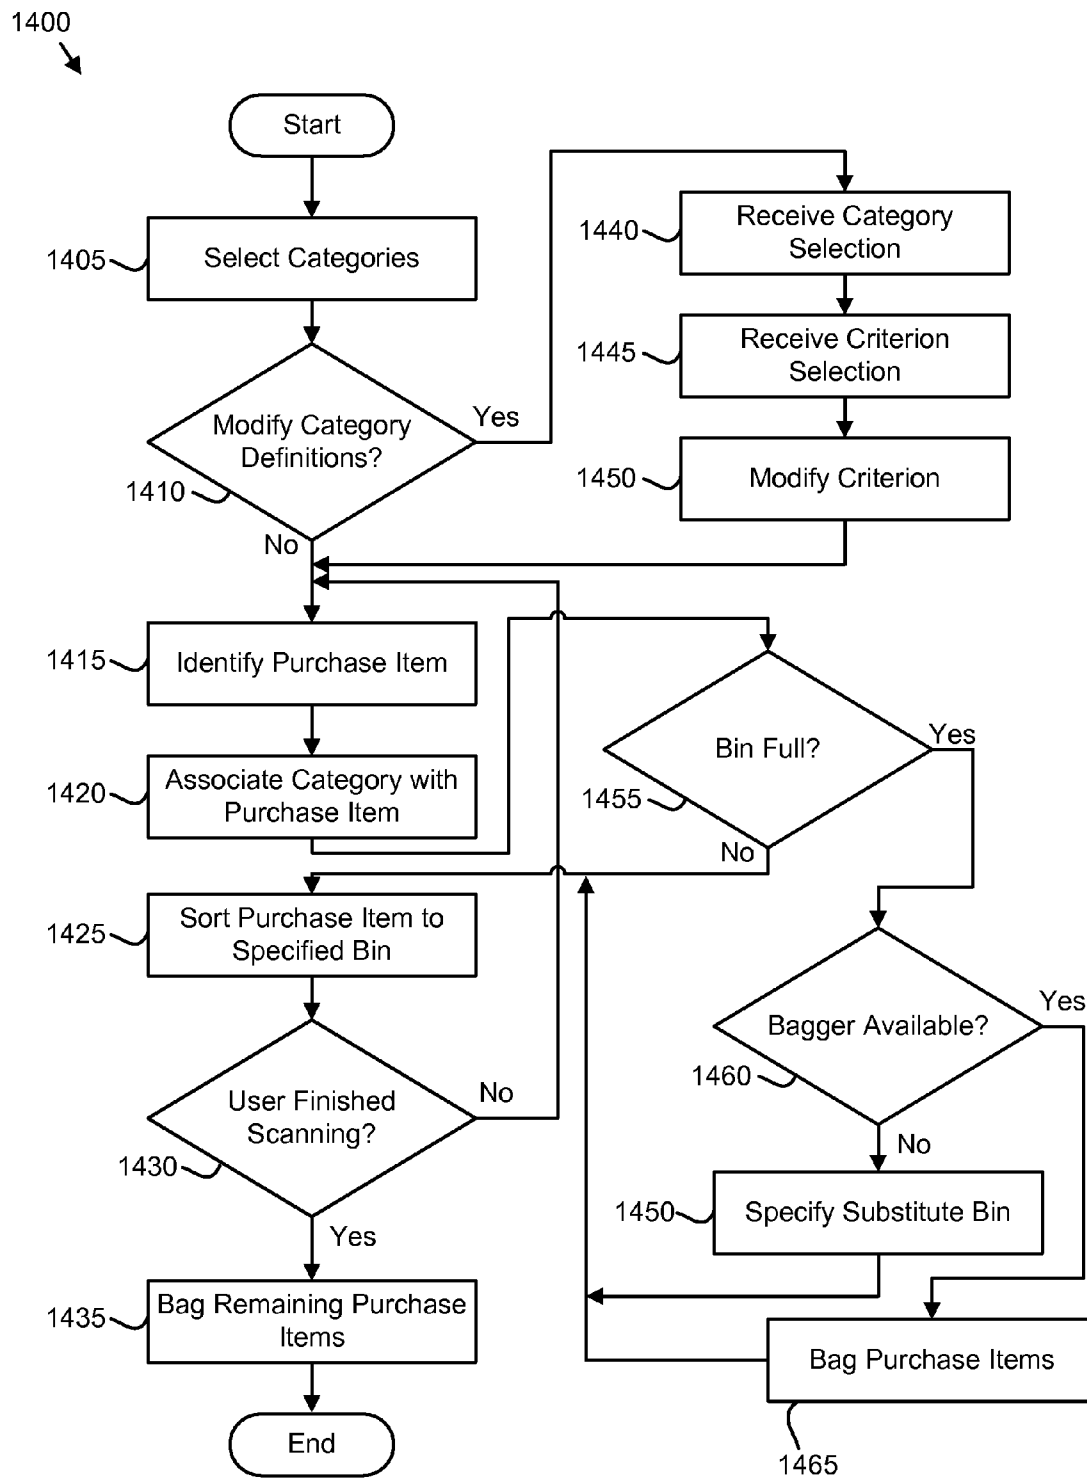 1400
Start
1405
Select Categories
Modify Category
Definitions?
1410
Yes
No
1440
Receive Category
Selection
1445
Receive Criterion
Selection
1450
Modify Criterion
1415
Identify Purchase Item
1420
Associate Category with
Purchase Item
Bin Full?
1455
Yes
No
1425
Sort Purchase Item to
Specified Bin
Bagger Available?
1460
Yes
No
User Finished
Scanning?
1430
No
Yes
1450
Specify Substitute Bin
1435
Bag Remaining Purchase
Items
Bag Purchase Items
1465
End